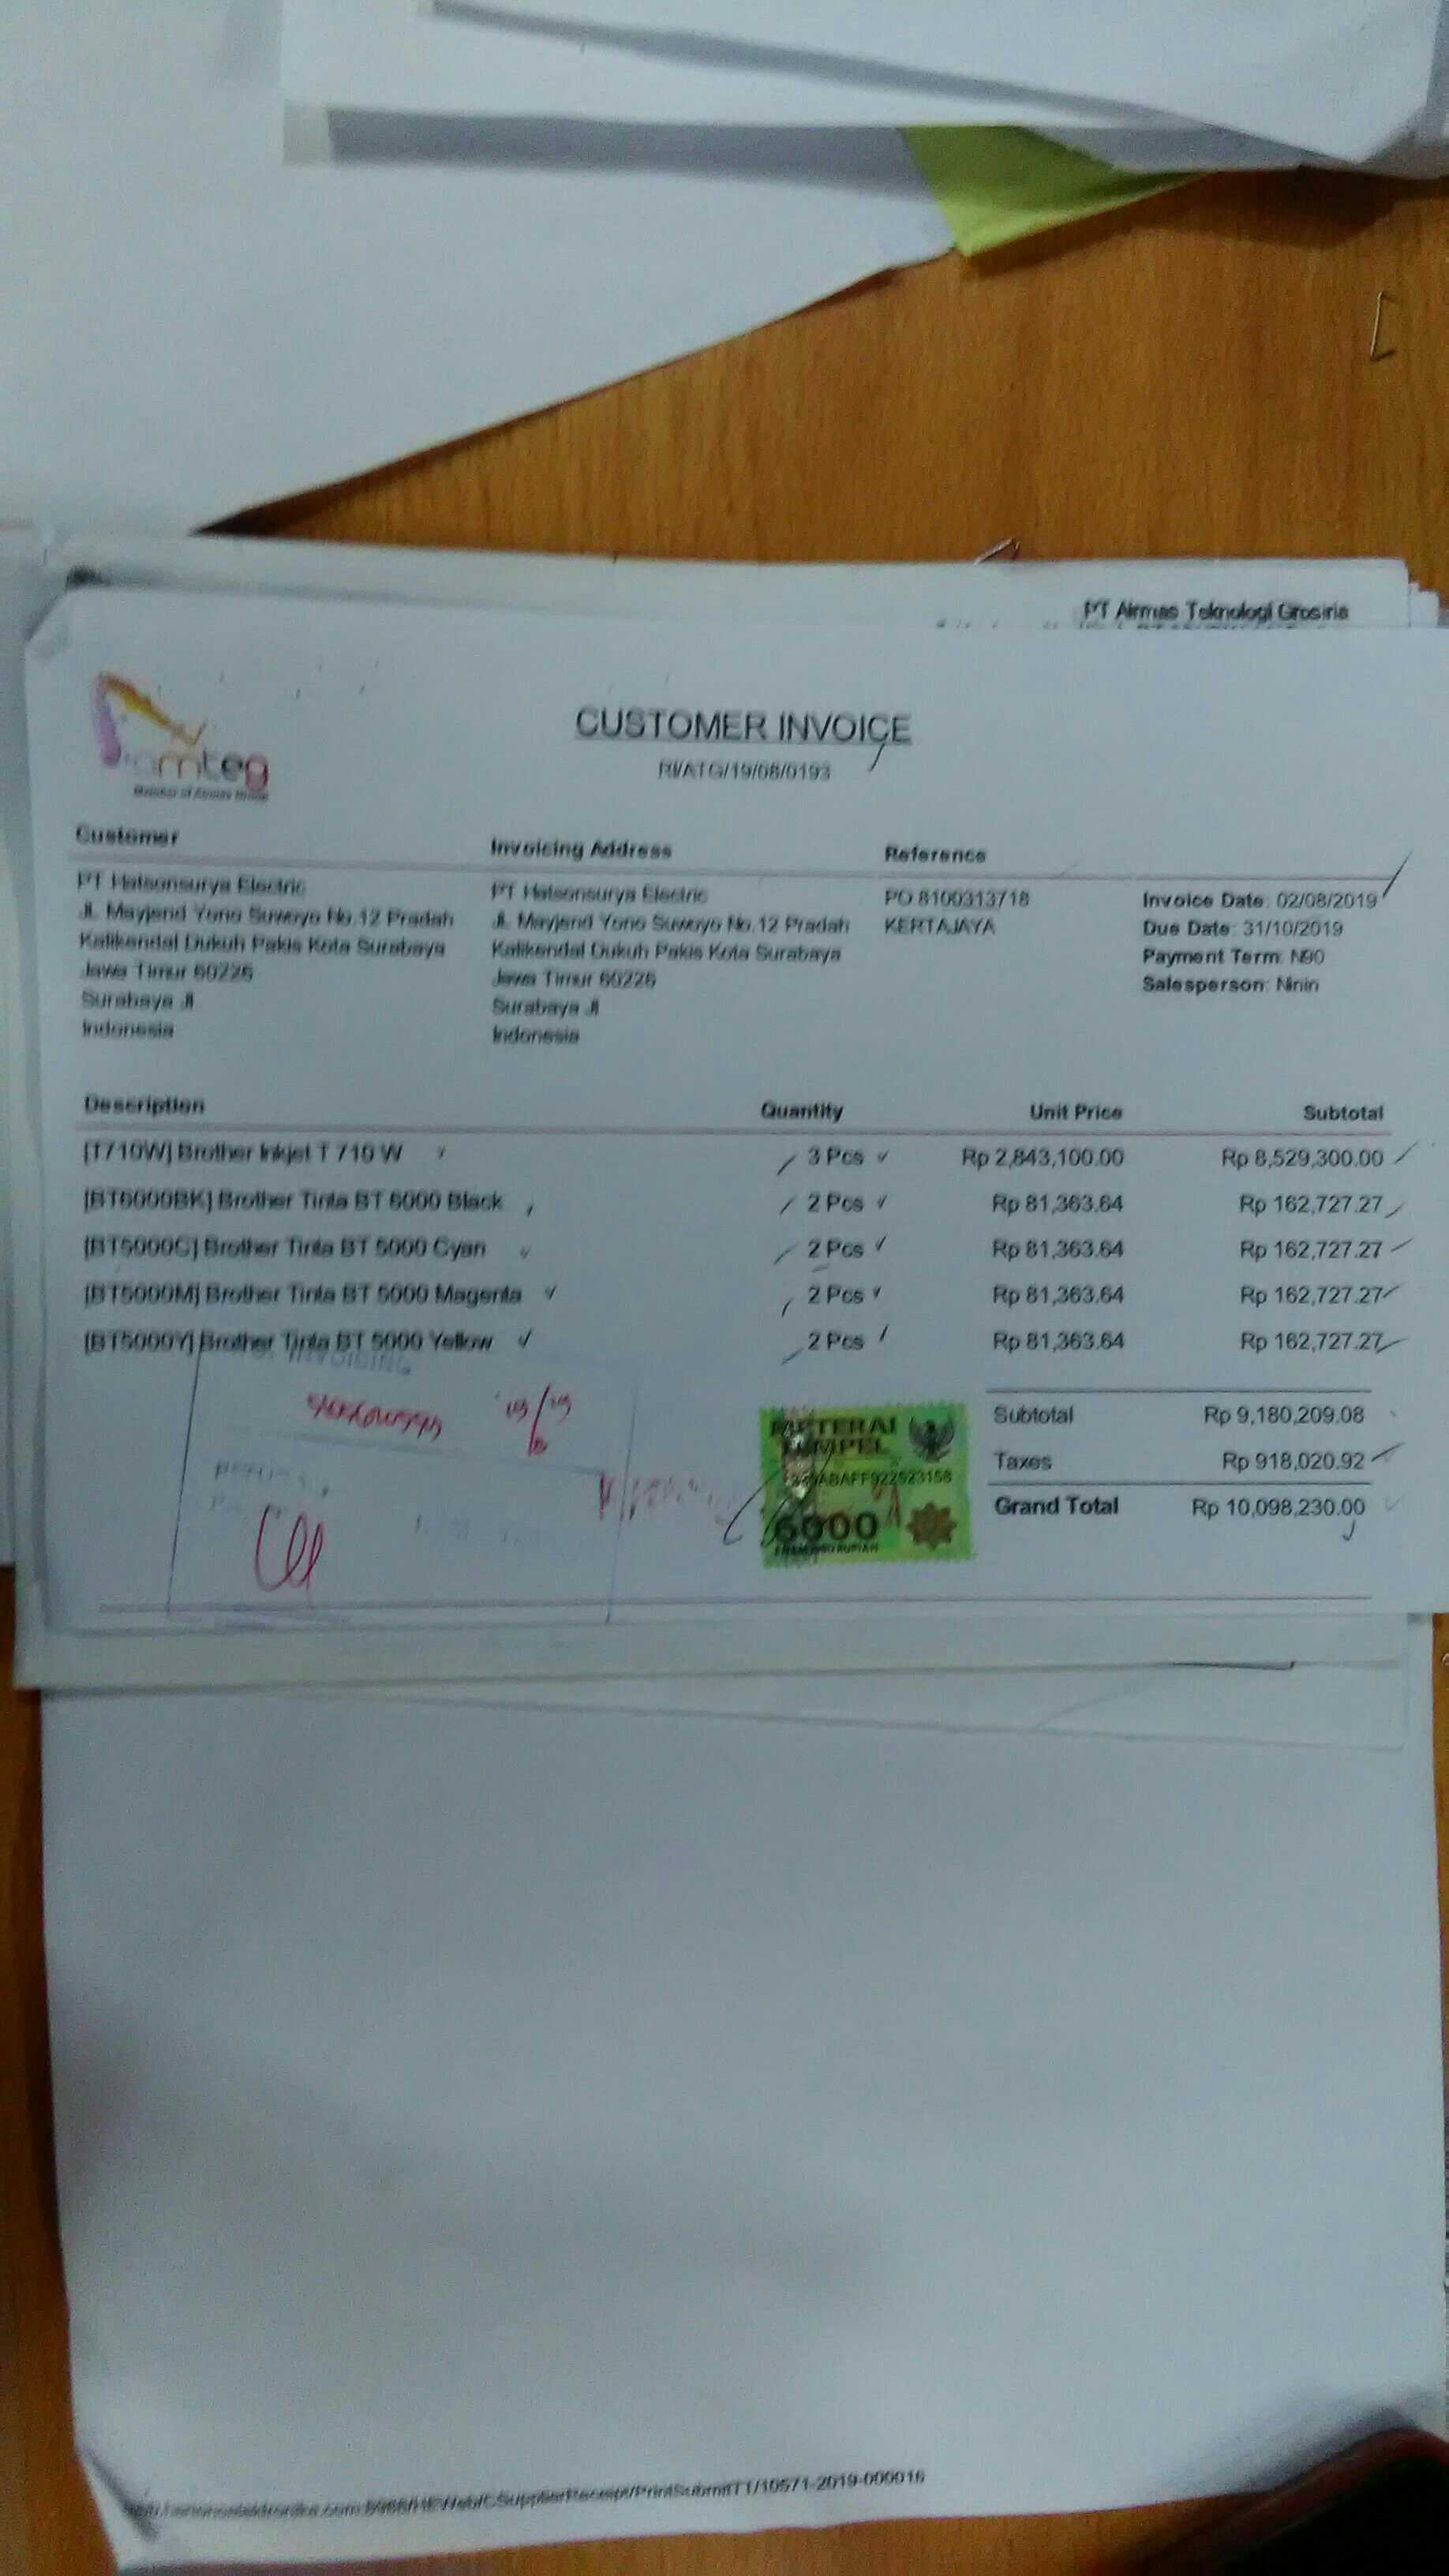 PT Airmas Teknologi Grosiria
amteg
CUSTOMER INVOICE
RI/ATG/19/08/0193
Customer
Invoicing Address
Reference
PT Hatsonsurya Electric
JL. Mayjend Yono Suwoyo No.12 Pradah
Kalikendal Dukuh Pakis Kota Surabaya
Jawa Timur 60226
Surabaya JI
Indonesia
PT Hatsonsurya Electric
JL. Mayjend Yono Suwoyo No.12 Pradah
Kalikendal Dukuh Pakis Kota Surabaya
Jawa Timur 60226
Surabaya JI
Indonesia
PO 8100313718
KERTAJAYA
Invoice Date: 02/08/2019
Due Date: 31/10/2019
Payment Term: N90
Salesperson: Ninin
Description Quantity Unit Price Subtotal
[T710W] Brother Inkjet T 710 W 3 Pcs Rp 2,843,100.00 Rp 8,529,300.00
[BT6000BK] Brother Tinta BT 6000 Black 2 Pcs Rp 81,363.64 Rp 162,727.27
[BT5000C] Brother Tinta BT 5000 Cyan 2 Pcs Rp 81,363.64 Rp 162,727.27
[BT5000M] Brother Tinta BT 5000 Magenta 2 Pcs Rp 81,363.64 Rp 162,727.27
[BT5000Y] Brother Tinta BT 5000 Yellow 2 Pcs Rp 81,363.64 Rp 162,727.27
INVOICING
METERAI
TEMPEL
6000
ENAM RIBU RUPIAH
Subtotal Rp 9,180,209.08
Taxes Rp 918,020.92
Grand Total Rp 10,098,230.00